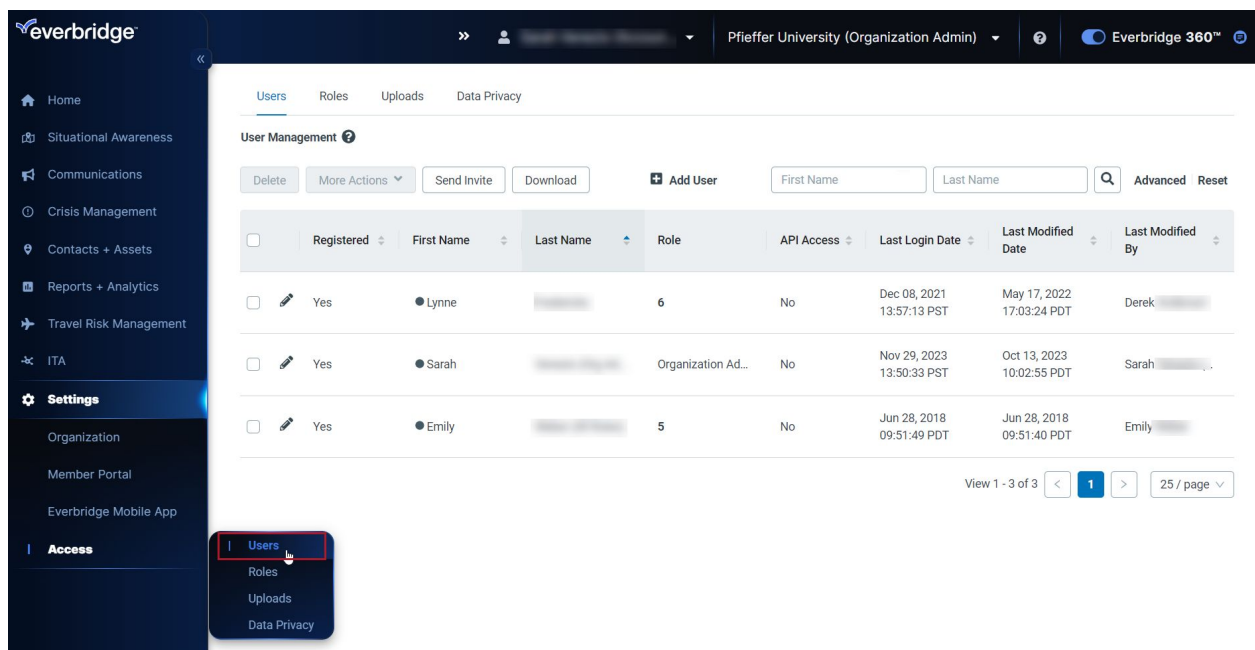 everbridge™
Pfieffer University (Organization Admin)
Everbridge 360™
Home
Situational Awareness
Communications
Crisis Management
Contacts + Assets
Reports + Analytics
Travel Risk Management
ITA
Settings
Organization
Member Portal
Everbridge Mobile App
Access
Users
Roles
Uploads
Data Privacy
Users Roles Uploads Data Privacy
User Management
Delete More Actions Send Invite Download Add User First Name Last Name Advanced Reset
Registered First Name Last Name Role API Access Last Login Date Last Modified Date Last Modified By
Yes Lynne 6 No Dec 08, 2021 13:57:13 PST May 17, 2022 17:03:24 PDT Derek
Yes Sarah Organization Ad... No Nov 29, 2023 13:50:33 PST Oct 13, 2023 10:02:55 PDT Sarah
Yes Emily 5 No Jun 28, 2018 09:51:49 PDT Jun 28, 2018 09:51:40 PDT Emily
View 1 - 3 of 3 < 1 > 25 / page